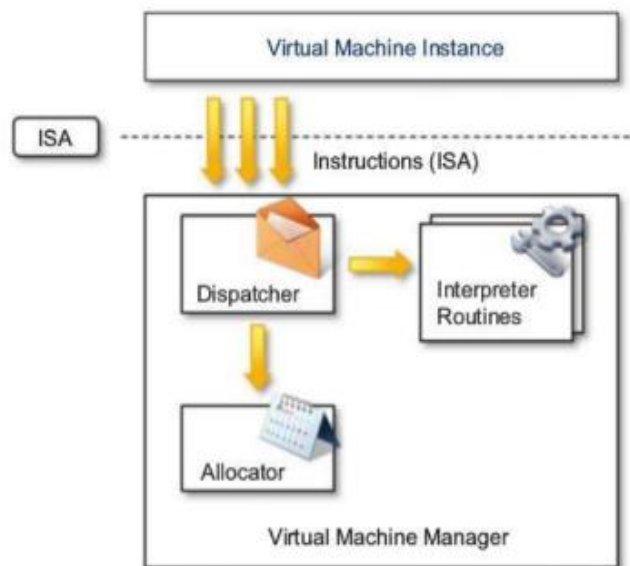 Virtual Machine Instance
ISA
Instructions (ISA)
Dispatcher
Interpreter
Routines
Allocator
Virtual Machine Manager